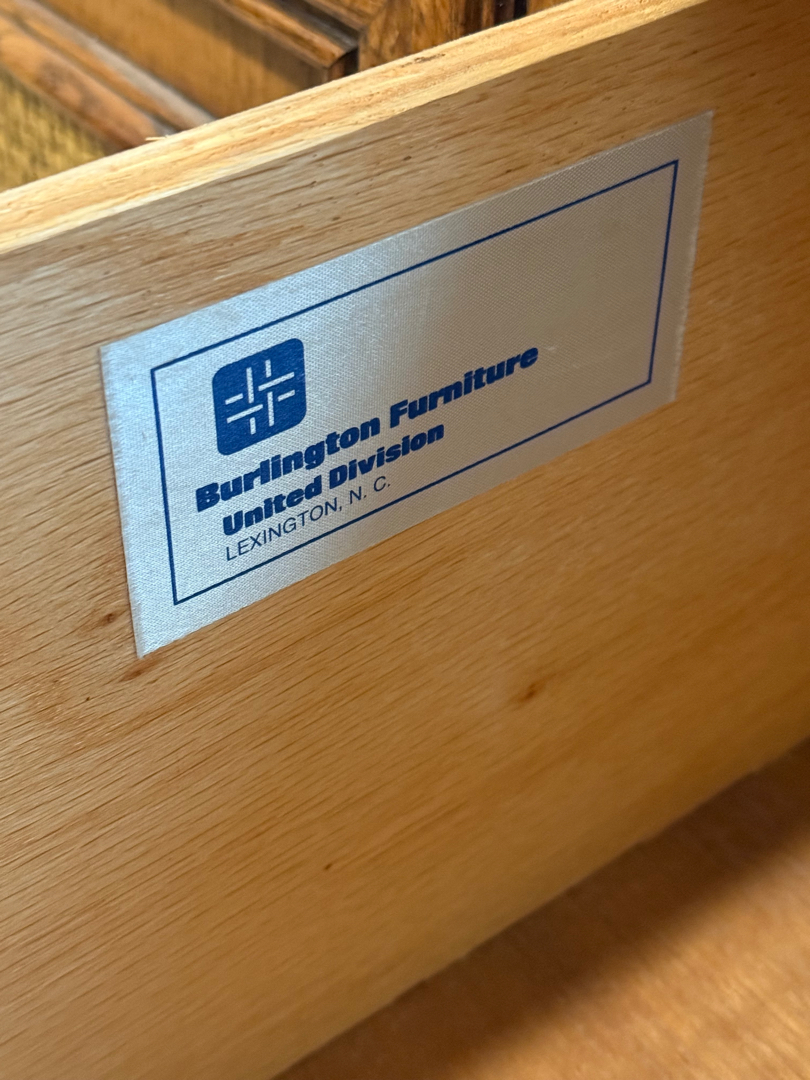 Burlington Furniture
United Division
LEXINGTON, N. C.